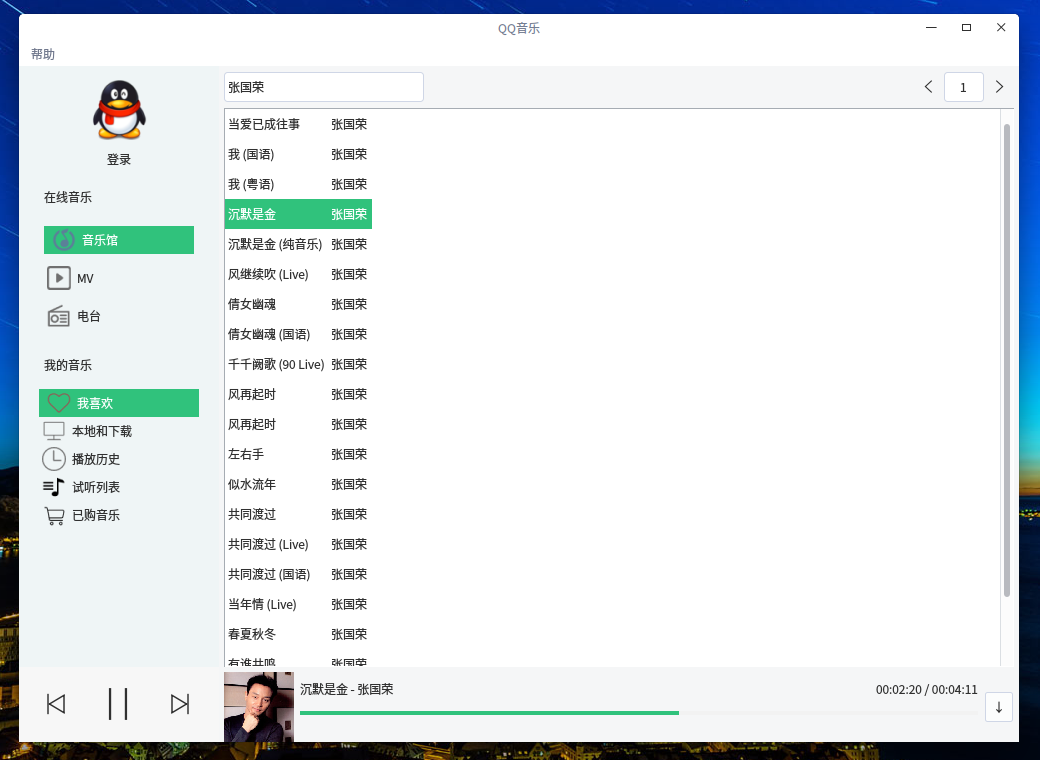 QQ音乐
帮助
登录
在线音乐
音乐馆
MV
电台
我的音乐
我喜欢
本地和下载
播放历史
试听列表
已购音乐
张国荣
1
当爱已成往事 张国荣
我 (国语) 张国荣
我 (粤语) 张国荣
沉默是金 张国荣
沉默是金 (纯音乐) 张国荣
风继续吹 (Live) 张国荣
倩女幽魂 张国荣
倩女幽魂 (国语) 张国荣
千千阙歌 (90 Live) 张国荣
风再起时 张国荣
风再起时 张国荣
左右手 张国荣
似水流年 张国荣
共同渡过 张国荣
共同渡过 (Live) 张国荣
共同渡过 (国语) 张国荣
当年情 (Live) 张国荣
春夏秋冬 张国荣
有谁共鸣 张国荣
沉默是金 - 张国荣
00:02:20 / 00:04:11